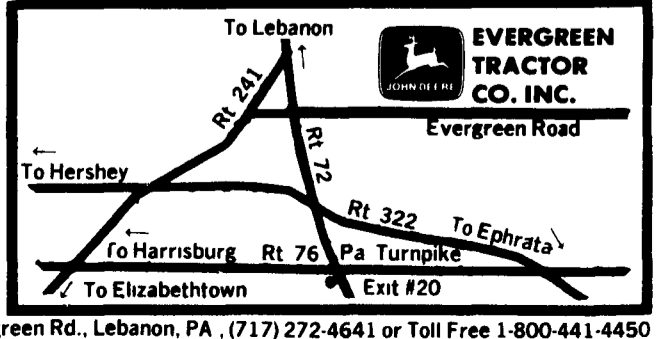 To Lebanon
↑
EVERGREEN
TRACTOR
CO. INC.
JOHN DEERE
Rt 241
Evergreen Road
Rt 72
←
To Hershey
Rt 322
To Ephrata
←
To Harrisburg Rt 76 Pa Turnpike
To Elizabethtown
Exit #20
green Rd., Lebanon, PA , (717) 272-4641 or Toll Free 1-800-441-4450